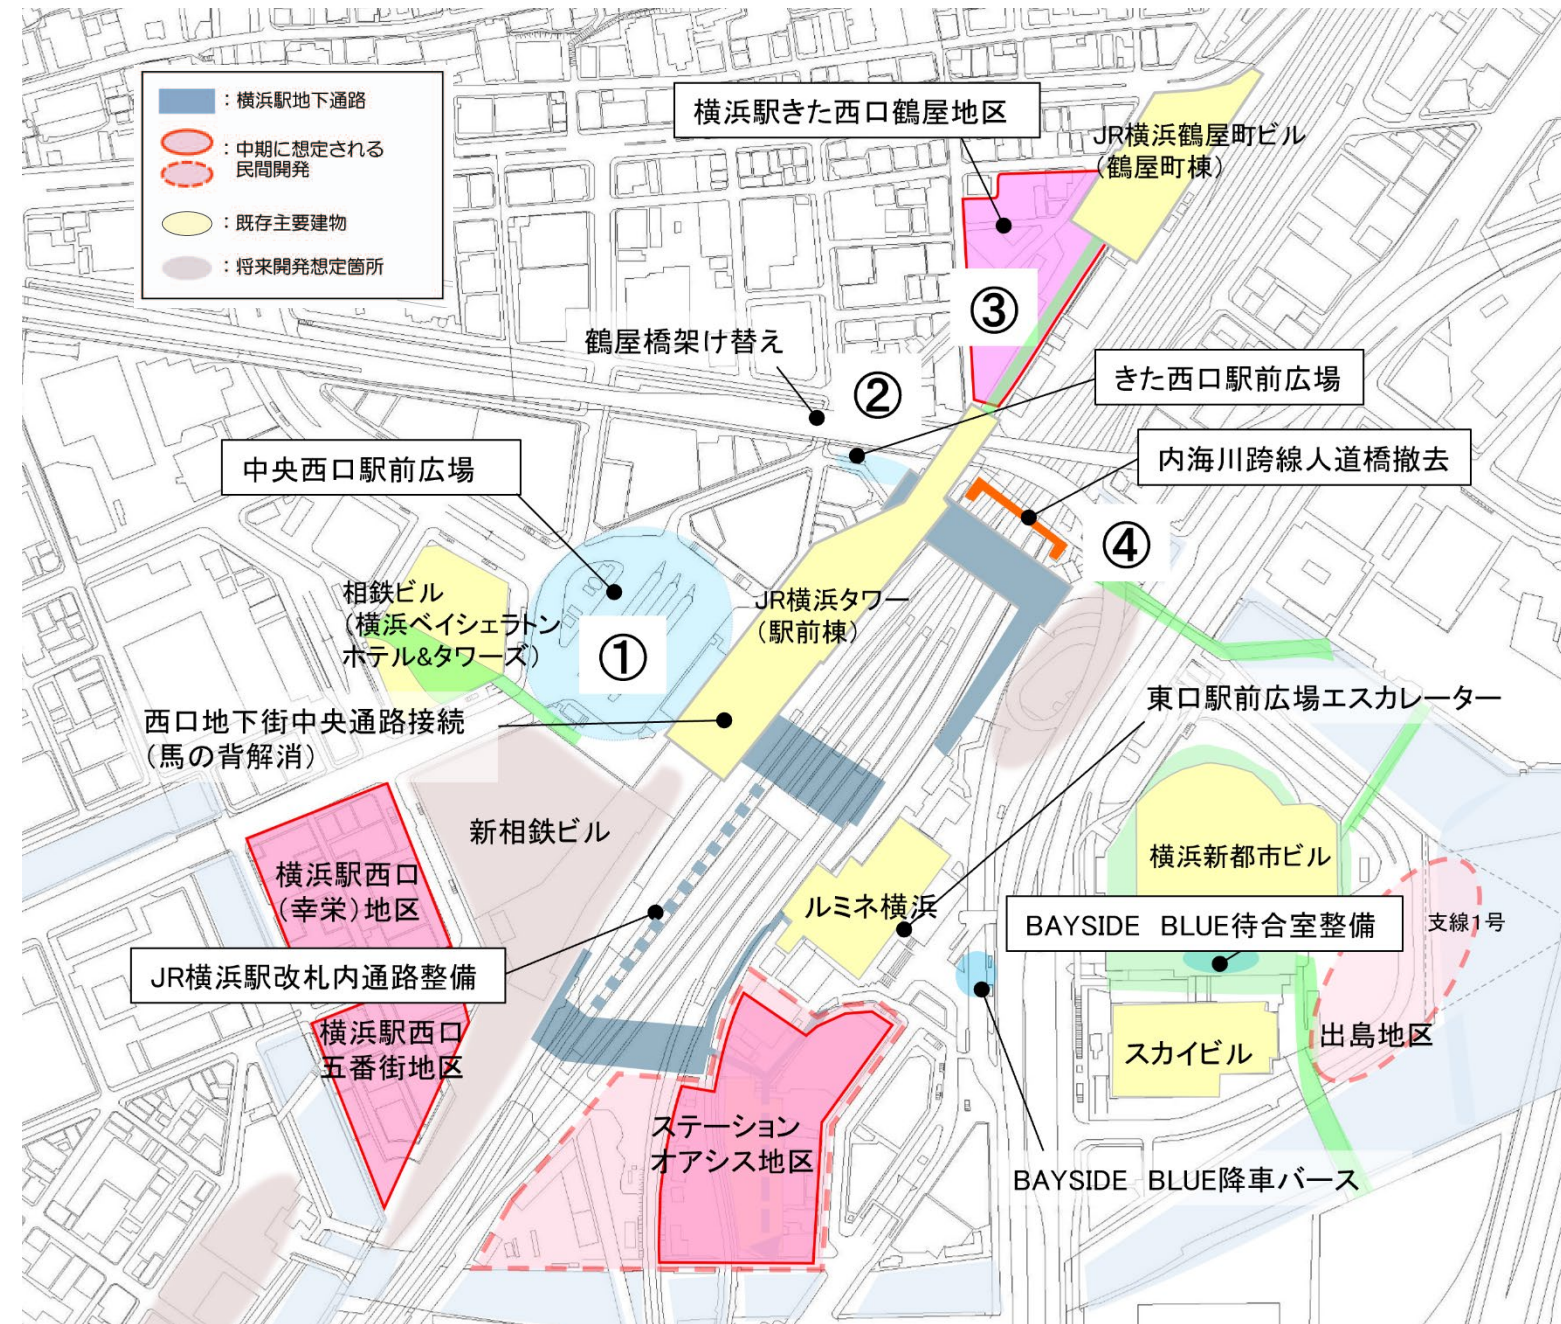 ：横浜駅地下通路
：中期に想定される
民間開発
：既存主要建物
：将来開発想定箇所
横浜駅きた西口鶴屋地区
JR横浜鶴屋町ビル
（鶴屋町棟）
③
鶴屋橋架け替え
②
きた西口駅前広場
中央西口駅前広場
内海川跨線人道橋撤去
④
相鉄ビル
（横浜ベイシェラトン
ホテル&タワーズ）
①
JR横浜タワー
（駅前棟）
西口地下街中央通路接続
（馬の背解消）
東口駅前広場エスカレーター
新相鉄ビル
横浜駅西口
（幸栄）地区
横浜新都市ビル
ルミネ横浜
BAYSIDE BLUE待合室整備
支線1号
JR横浜駅改札内通路整備
横浜駅西口
五番街地区
スカイビル
出島地区
ステーション
オアシス地区
BAYSIDE BLUE降車バース